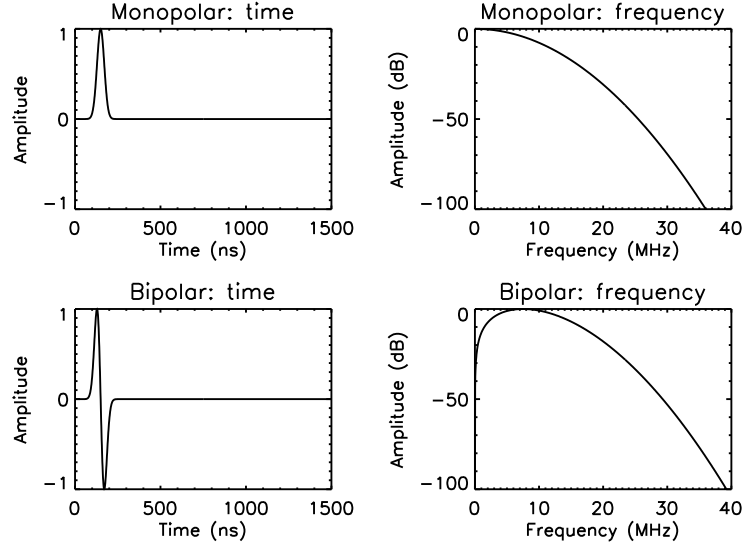 Monopolar: time
1
0
−1
Amplitude
0 500 1000 1500
Time (ns)
Monopolar: frequency
0
−50
−100
Amplitude (dB)
0 10 20 30 40
Frequency (MHz)
Bipolar: time
1
0
−1
Amplitude
0 500 1000 1500
Time (ns)
Bipolar: frequency
0
−50
−100
Amplitude (dB)
0 10 20 30 40
Frequency (MHz)